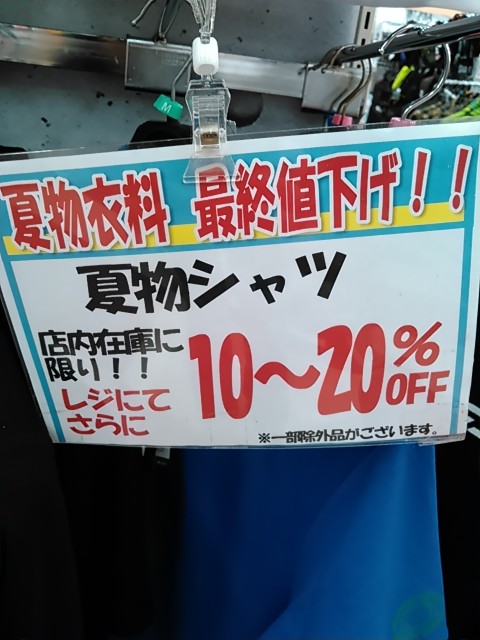 M
夏物衣料 最終値下げ！！
夏物シャツ
店内在庫に
限り！！
レジにて
さらに
10～20%
OFF
※一部除外品がございます。